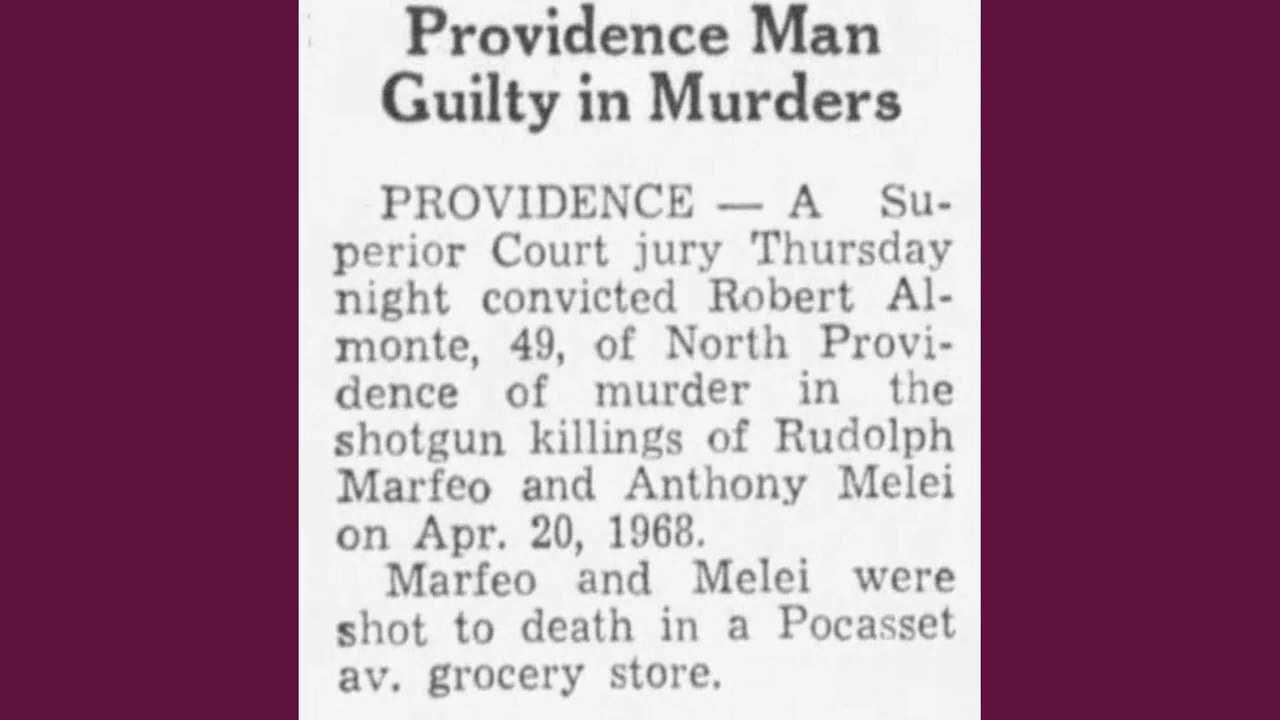 Providence Man
Guilty in Murders
PROVIDENCE — A Su-
perior Court jury Thursday
night convicted Robert Al-
monte, 49, of North Provi-
dence of murder in the
shotgun killings of Rudolph
Marfeo and Anthony Melei
on Apr. 20, 1968.
Marfeo and Melei were
shot to death in a Pocasset
av. grocery store.